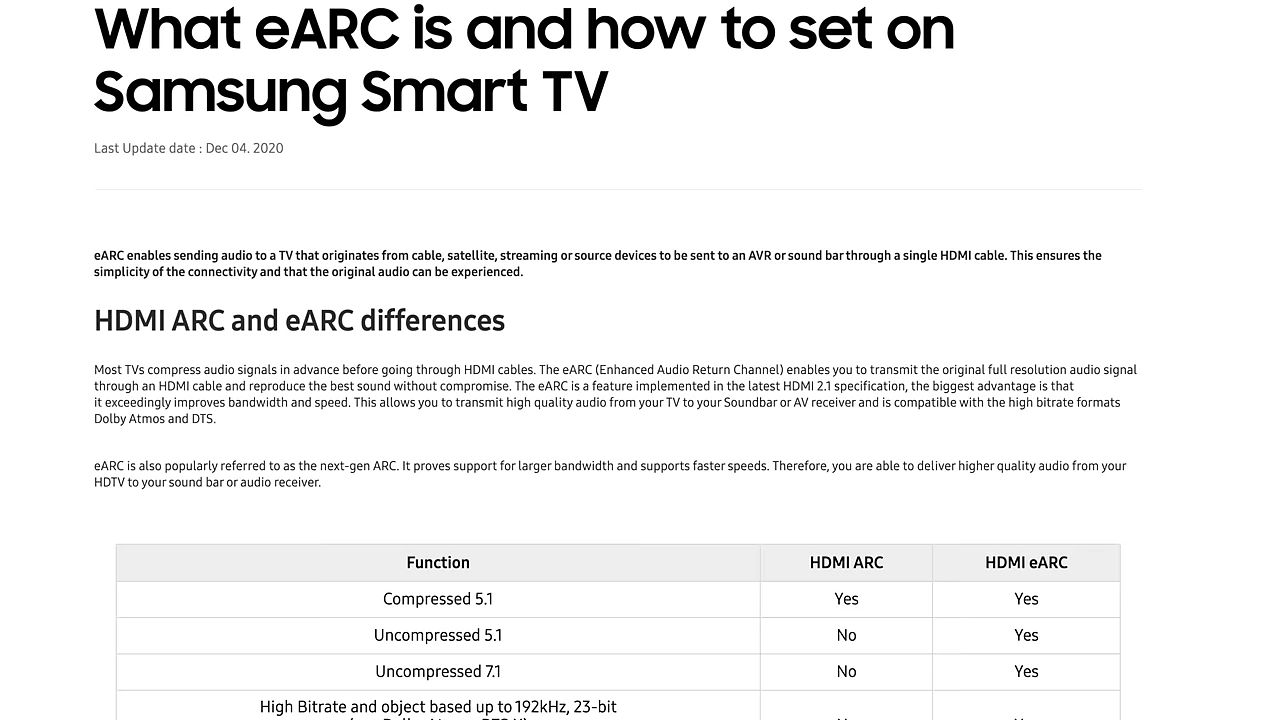 What eARC is and how to set on
Samsung Smart TV
Last Update date : Dec 04. 2020
eARC enables sending audio to a TV that originates from cable, satellite, streaming or source devices to be sent to an AVR or sound bar through a single HDMI cable. This ensures the
simplicity of the connectivity and that the original audio can be experienced.
HDMI ARC and eARC differences
Most TVs compress audio signals in advance before going through HDMI cables. The eARC (Enhanced Audio Return Channel) enables you to transmit the original full resolution audio signal
through an HDMI cable and reproduce the best sound without compromise. The eARC is a feature implemented in the latest HDMI 2.1 specification, the biggest advantage is that
it exceedingly improves bandwidth and speed. This allows you to transmit high quality audio from your TV to your Soundbar or AV receiver and is compatible with the high bitrate formats
Dolby Atmos and DTS.
eARC is also popularly referred to as the next-gen ARC. It proves support for larger bandwidth and supports faster speeds. Therefore, you are able to deliver higher quality audio from your
HDTV to your sound bar or audio receiver.
Function HDMI ARC HDMI eARC
Compressed 5.1 Yes Yes
Uncompressed 5.1 No Yes
Uncompressed 7.1 No Yes
High Bitrate and object based up to 192kHz, 23-bit